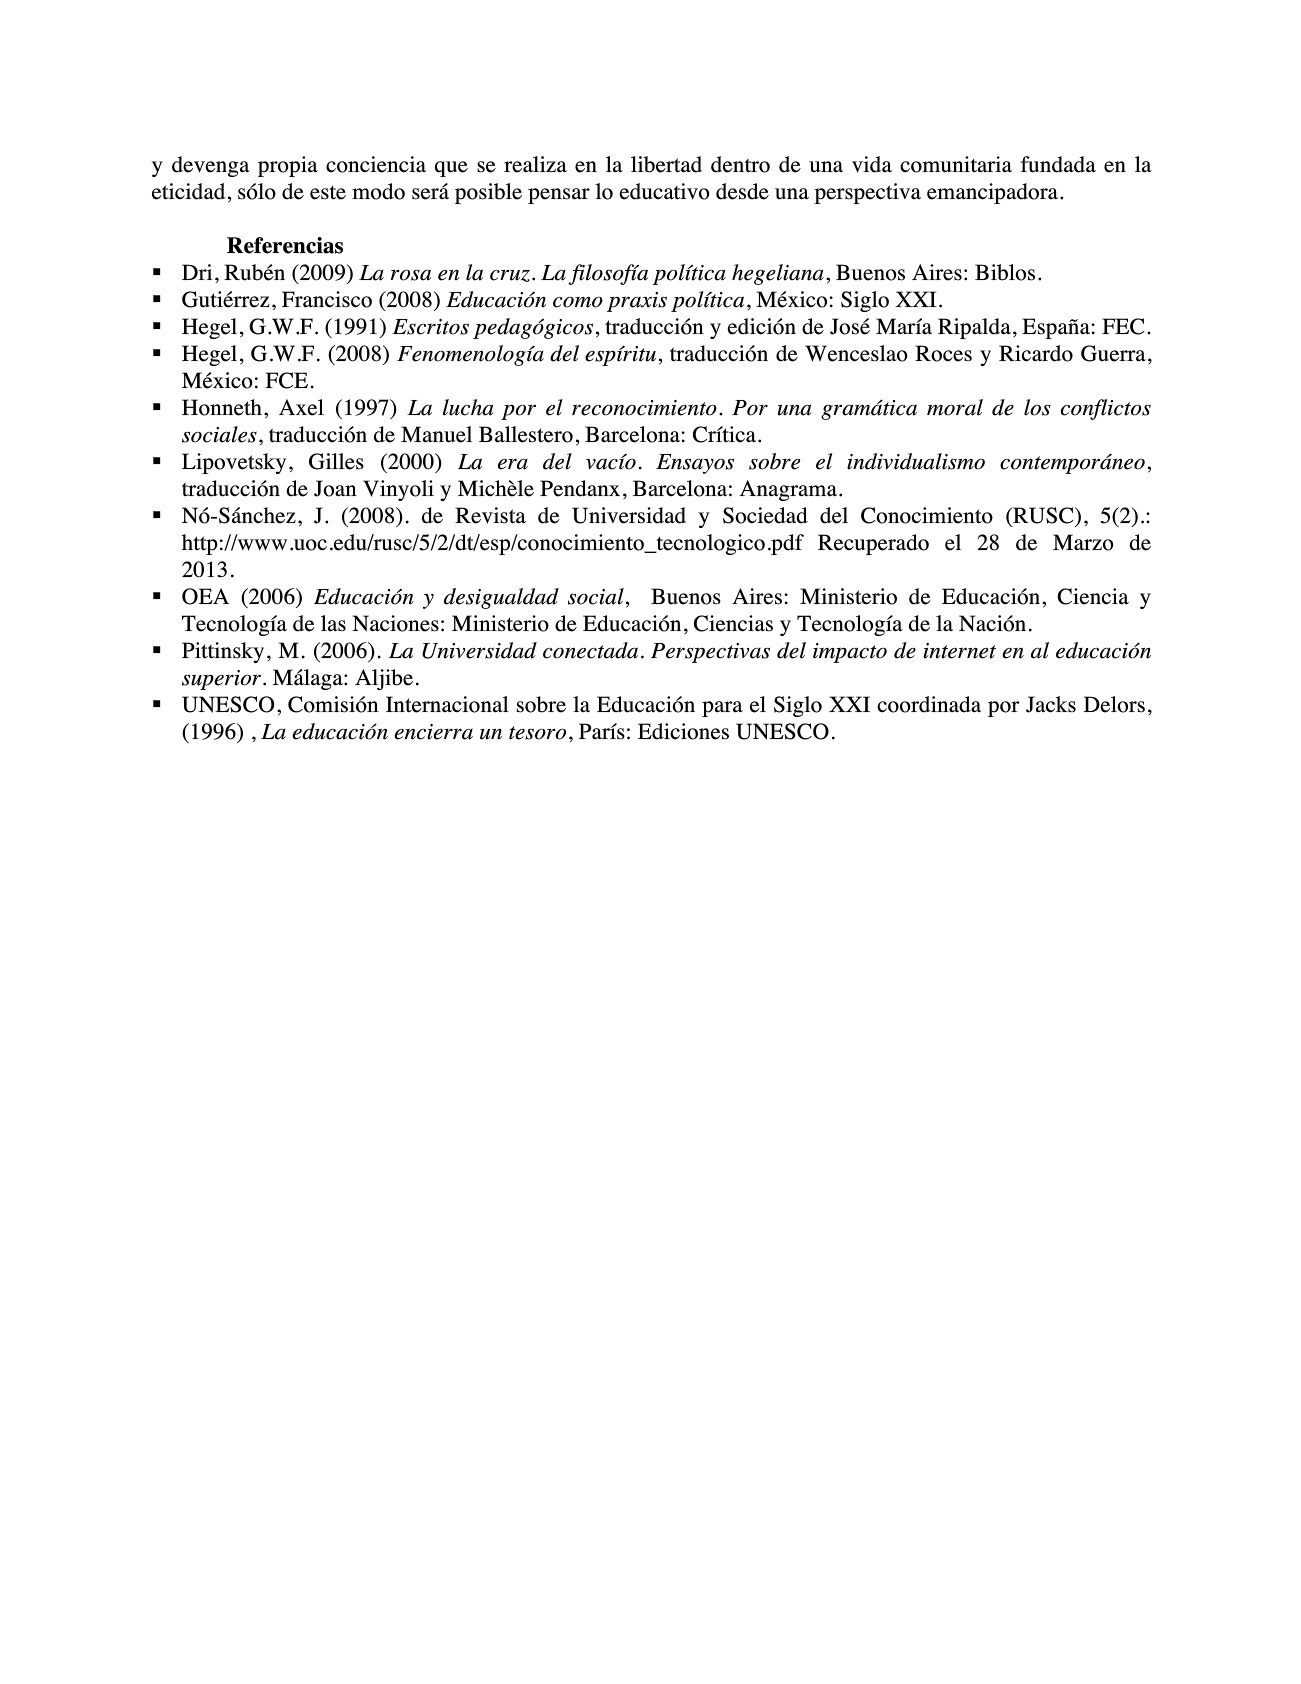 y devenga propia conciencia que se realiza en la libertad dentro de una vida comunitaria fundada en la
eticidad, sólo de este modo será posible pensar lo educativo desde una perspectiva emancipadora.
Referencias
▪ Dri, Rubén (2009) La rosa en la cruz. La filosofía política hegeliana, Buenos Aires: Biblos.
▪ Gutiérrez, Francisco (2008) Educación como praxis política, México: Siglo XXI.
▪ Hegel, G.W.F. (1991) Escritos pedagógicos, traducción y edición de José María Ripalda, España: FEC.
▪ Hegel, G.W.F. (2008) Fenomenología del espíritu, traducción de Wenceslao Roces y Ricardo Guerra,
México: FCE.
▪ Honneth, Axel (1997) La lucha por el reconocimiento. Por una gramática moral de los conflictos
sociales, traducción de Manuel Ballestero, Barcelona: Crítica.
▪ Lipovetsky, Gilles (2000) La era del vacío. Ensayos sobre el individualismo contemporáneo,
traducción de Joan Vinyoli y Michèle Pendanx, Barcelona: Anagrama.
▪ Nó-Sánchez, J. (2008). de Revista de Universidad y Sociedad del Conocimiento (RUSC), 5(2).:
http://www.uoc.edu/rusc/5/2/dt/esp/conocimiento_tecnologico.pdf Recuperado el 28 de Marzo de
2013.
▪ OEA (2006) Educación y desigualdad social, Buenos Aires: Ministerio de Educación, Ciencia y
Tecnología de las Naciones: Ministerio de Educación, Ciencias y Tecnología de la Nación.
▪ Pittinsky, M. (2006). La Universidad conectada. Perspectivas del impacto de internet en al educación
superior. Málaga: Aljibe.
▪ UNESCO, Comisión Internacional sobre la Educación para el Siglo XXI coordinada por Jacks Delors,
(1996) , La educación encierra un tesoro, París: Ediciones UNESCO.